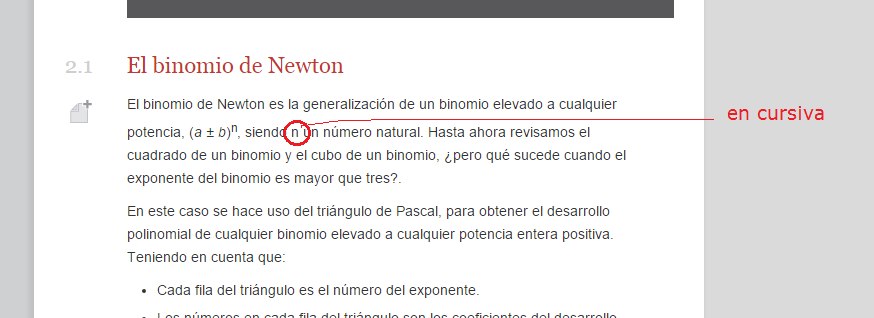 2.1 El binomio de Newton
El binomio de Newton es la generalización de un binomio elevado a cualquier
potencia, (a ± b)ⁿ, siendo n un número natural. Hasta ahora revisamos el
en cursiva
cuadrado de un binomio y el cubo de un binomio, ¿pero qué sucede cuando el
exponente del binomio es mayor que tres?.
En este caso se hace uso del triángulo de Pascal, para obtener el desarrollo
polinomial de cualquier binomio elevado a cualquier potencia entera positiva.
Teniendo en cuenta que:
• Cada fila del triángulo es el número del exponente.
• Los números en cada fila del triángulo son los coeficientes del desarrollo